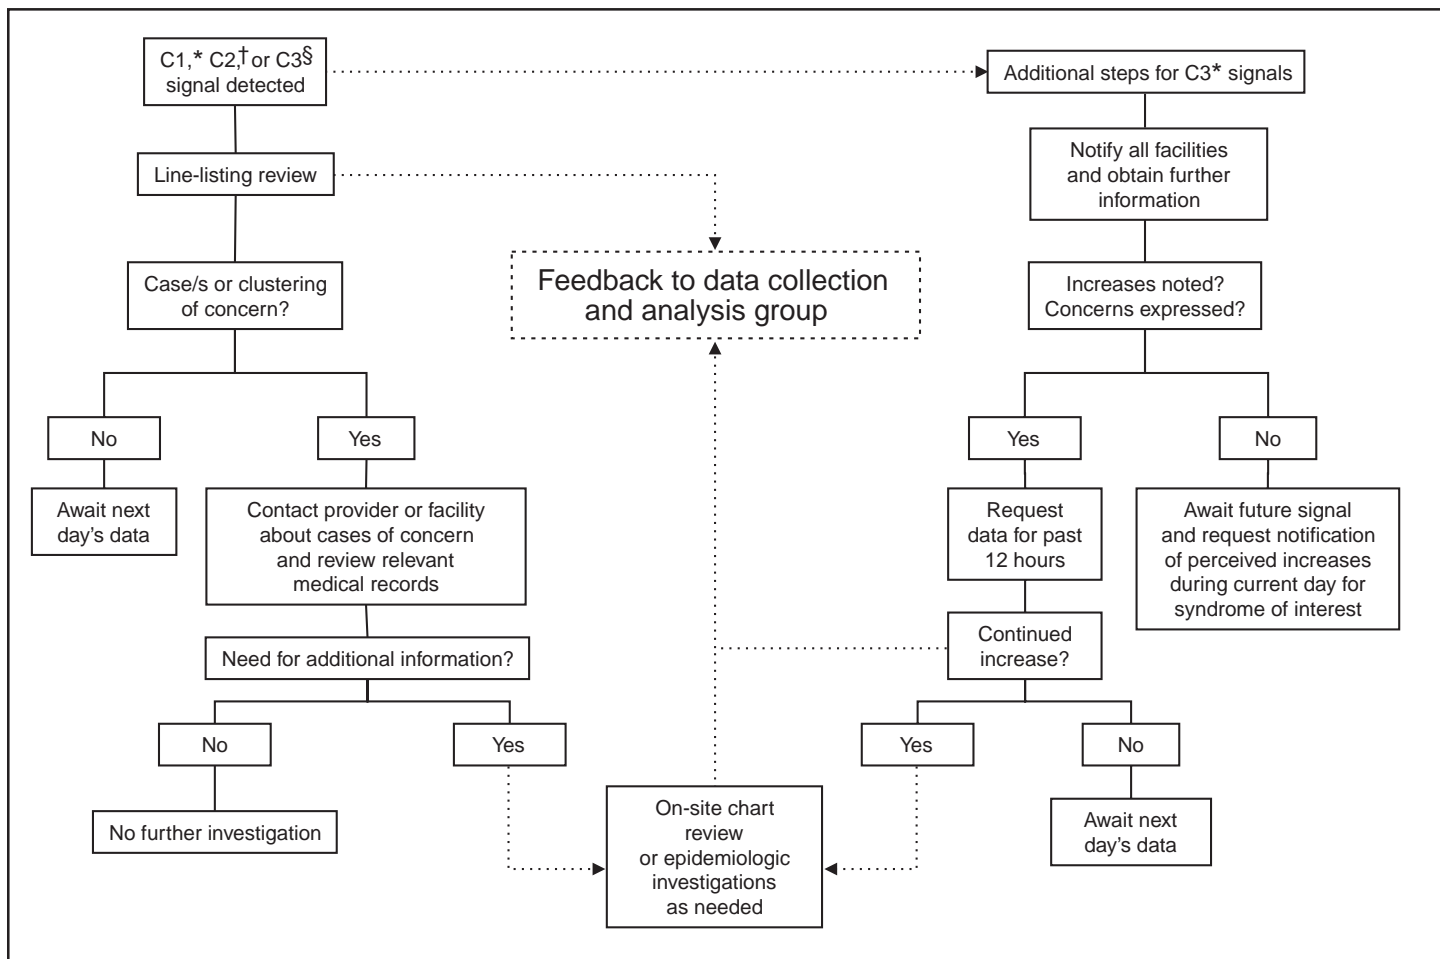 C1,* C2,† or C3§
signal detected
Additional steps for C3* signals
Line-listing review
Notify all facilities
and obtain further
information
Feedback to data collection
and analysis group
Case/s or clustering
of concern?
Increases noted?
Concerns expressed?
No
Yes
Yes
No
Await next
day's data
Contact provider or facility
about cases of concern
and review relevant
medical records
Request
data for past
12 hours
Await future signal
and request notification
of perceived increases
during current day for
syndrome of interest
Need for additional information?
Continued
increase?
No
Yes
Yes
No
No further investigation
On-site chart
review
or epidemiologic
investigations
as needed
Await next
day's data